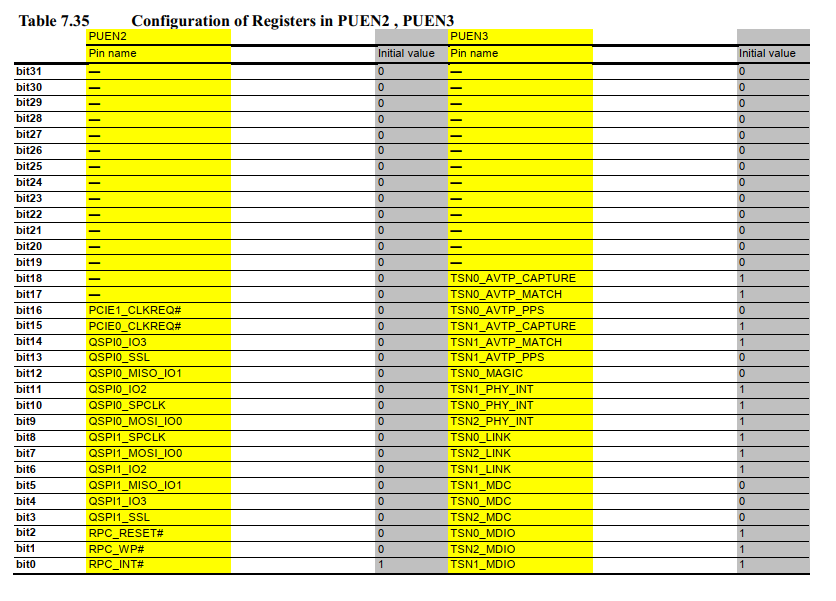 Table 7.35 Configuration of Registers in PUEN2 , PUEN3
PUEN2 PUEN3
Pin name Initial value Pin name Initial value
bit31 — 0 — 0
bit30 — 0 — 0
bit29 — 0 — 0
bit28 — 0 — 0
bit27 — 0 — 0
bit26 — 0 — 0
bit25 — 0 — 0
bit24 — 0 — 0
bit23 — 0 — 0
bit22 — 0 — 0
bit21 — 0 — 0
bit20 — 0 — 0
bit19 — 0 — 0
bit18 — 0 TSN0_AVTP_CAPTURE 1
bit17 — 0 TSN0_AVTP_MATCH 1
bit16 PCIE1_CLKREQ# 0 TSN0_AVTP_PPS 0
bit15 PCIE0_CLKREQ# 0 TSN1_AVTP_CAPTURE 1
bit14 QSPI0_IO3 0 TSN1_AVTP_MATCH 1
bit13 QSPI0_SSL 0 TSN1_AVTP_PPS 0
bit12 QSPI0_MISO_IO1 0 TSN0_MAGIC 0
bit11 QSPI0_IO2 0 TSN1_PHY_INT 1
bit10 QSPI0_SPCLK 0 TSN0_PHY_INT 1
bit9 QSPI0_MOSI_IO0 0 TSN2_PHY_INT 1
bit8 QSPI1_SPCLK 0 TSN0_LINK 1
bit7 QSPI1_MOSI_IO0 0 TSN2_LINK 1
bit6 QSPI1_IO2 0 TSN1_LINK 1
bit5 QSPI1_MISO_IO1 0 TSN1_MDC 0
bit4 QSPI1_IO3 0 TSN0_MDC 0
bit3 QSPI1_SSL 0 TSN2_MDC 0
bit2 RPC_RESET# 0 TSN0_MDIO 1
bit1 RPC_WP# 0 TSN2_MDIO 1
bit0 RPC_INT# 1 TSN1_MDIO 1